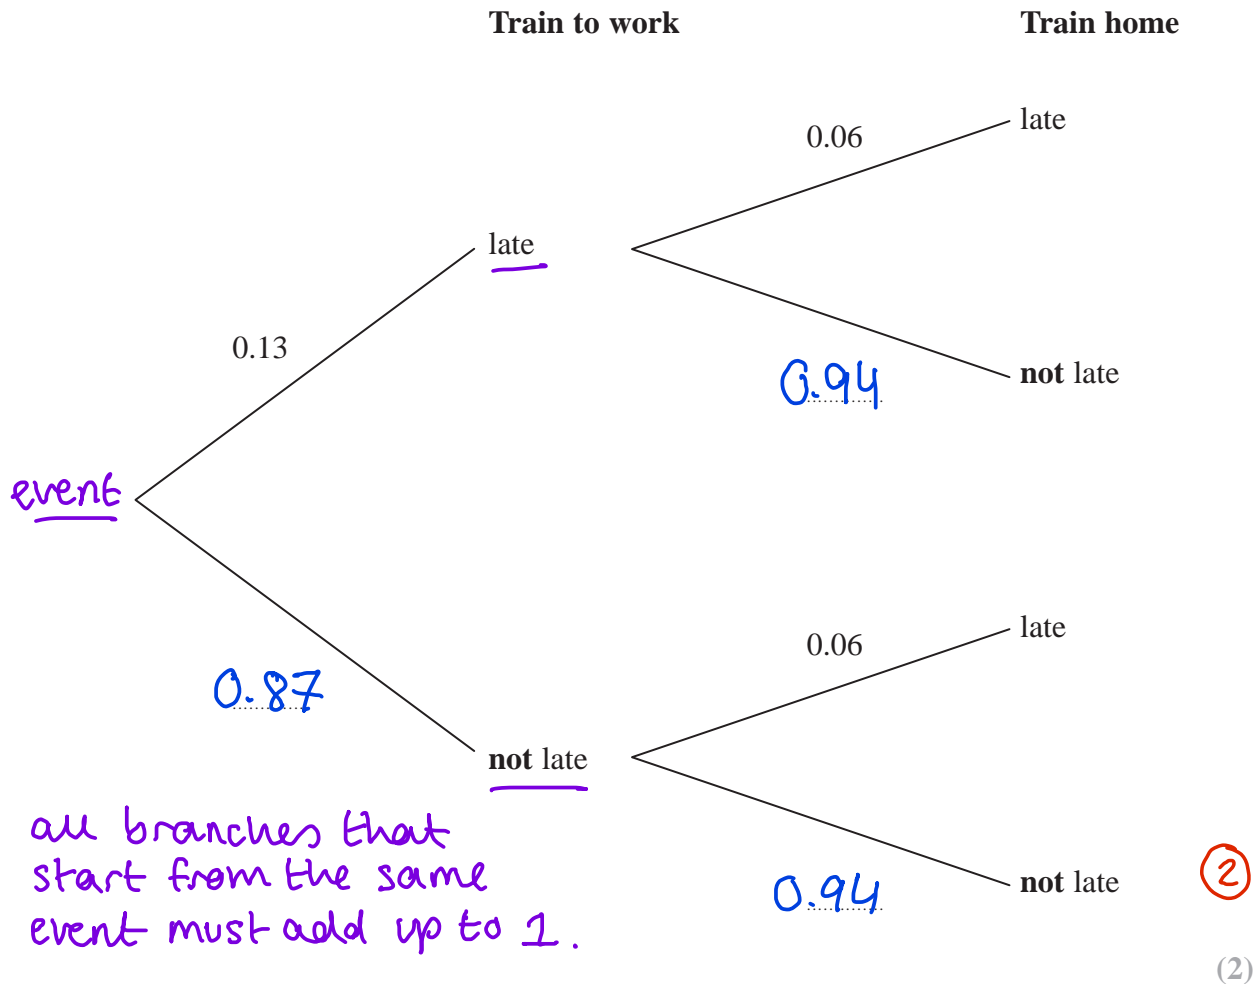 Train to work Train home
late
0.06
late
0.13
not late
0.94
event
late
0.06
0.87
not late
all branches that
start from the same
event must add up to 1.
not late
0.94
2
(2)